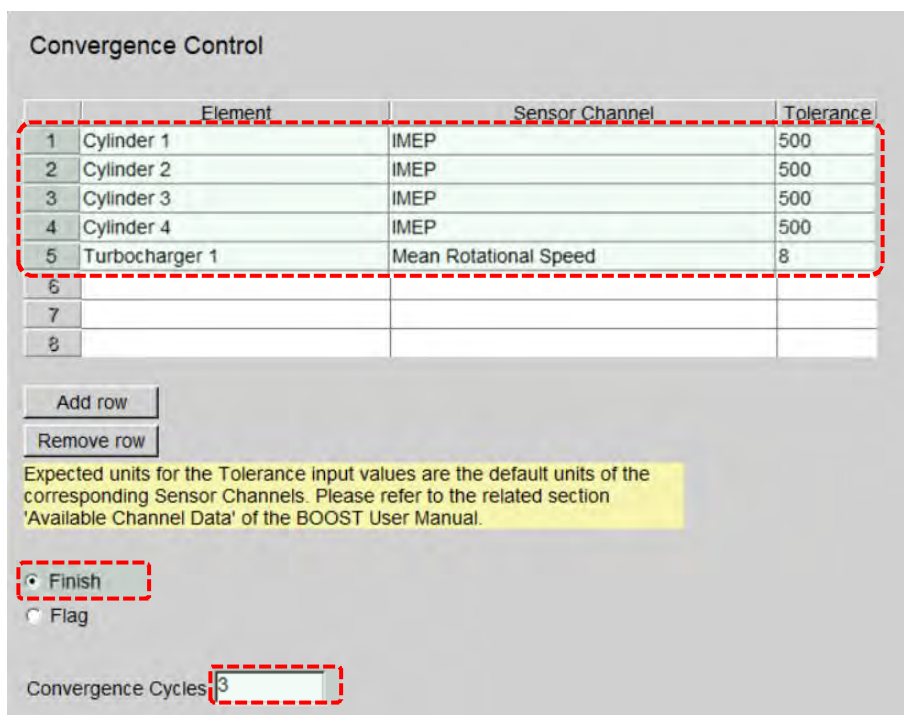 Convergence Control
Element Sensor Channel Tolerance
1 Cylinder 1 IMEP 500
2 Cylinder 2 IMEP 500
3 Cylinder 3 IMEP 500
4 Cylinder 4 IMEP 500
5 Turbocharger 1 Mean Rotational Speed 8
6
7
8
Add row
Remove row
Expected units for the Tolerance input values are the default units of the
corresponding Sensor Channels. Please refer to the related section
'Available Channel Data' of the BOOST User Manual.
Finish
Flag
Convergence Cycles 3